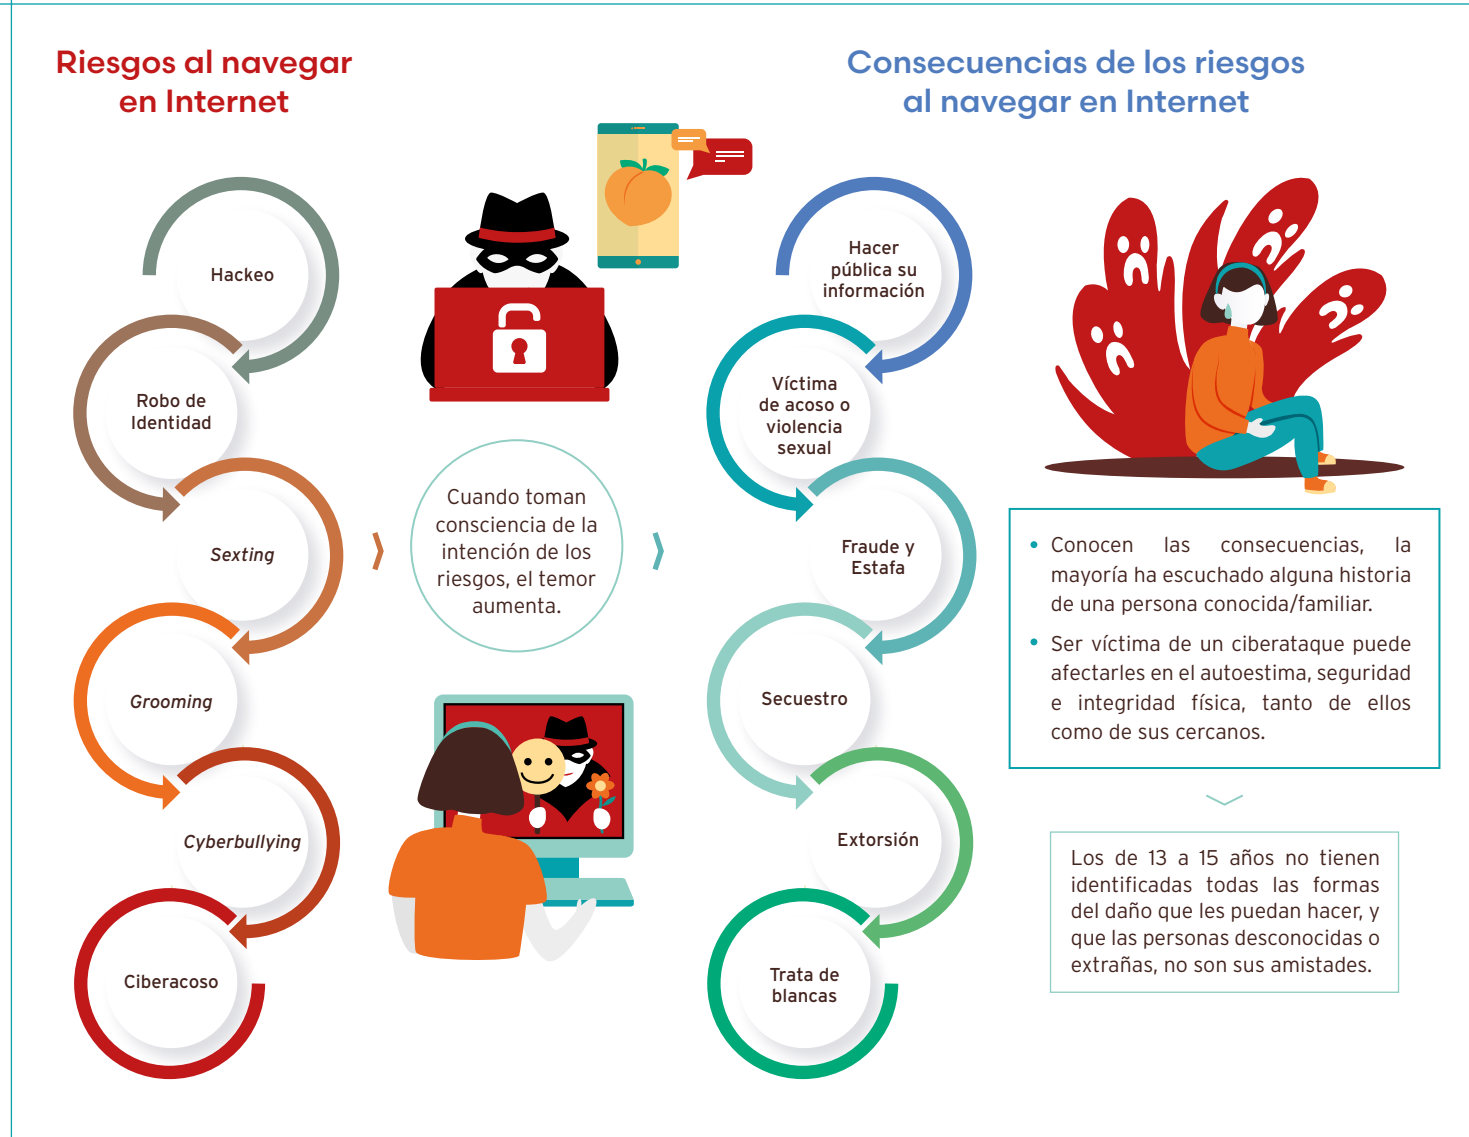 Riesgos al navegar
en Internet
Hackeo
Robo de
Identidad
Sexting
Grooming
Cyberbullying
Ciberacoso
Cuando toman
consciencia de la
intención de los
riesgos, el temor
aumenta.
Consecuencias de los riesgos
al navegar en Internet
Hacer
pública su
información
Víctima
de acoso o
violencia
sexual
Fraude y
Estafa
Secuestro
Extorsión
Trata de
blancas
• Conocen las consecuencias, la
mayoría ha escuchado alguna historia
de una persona conocida/familiar.
• Ser víctima de un ciberataque puede
afectarles en el autoestima, seguridad
e integridad física, tanto de ellos
como de sus cercanos.
Los de 13 a 15 años no tienen
identificadas todas las formas
del daño que les puedan hacer, y
que las personas desconocidas o
extrañas, no son sus amistades.